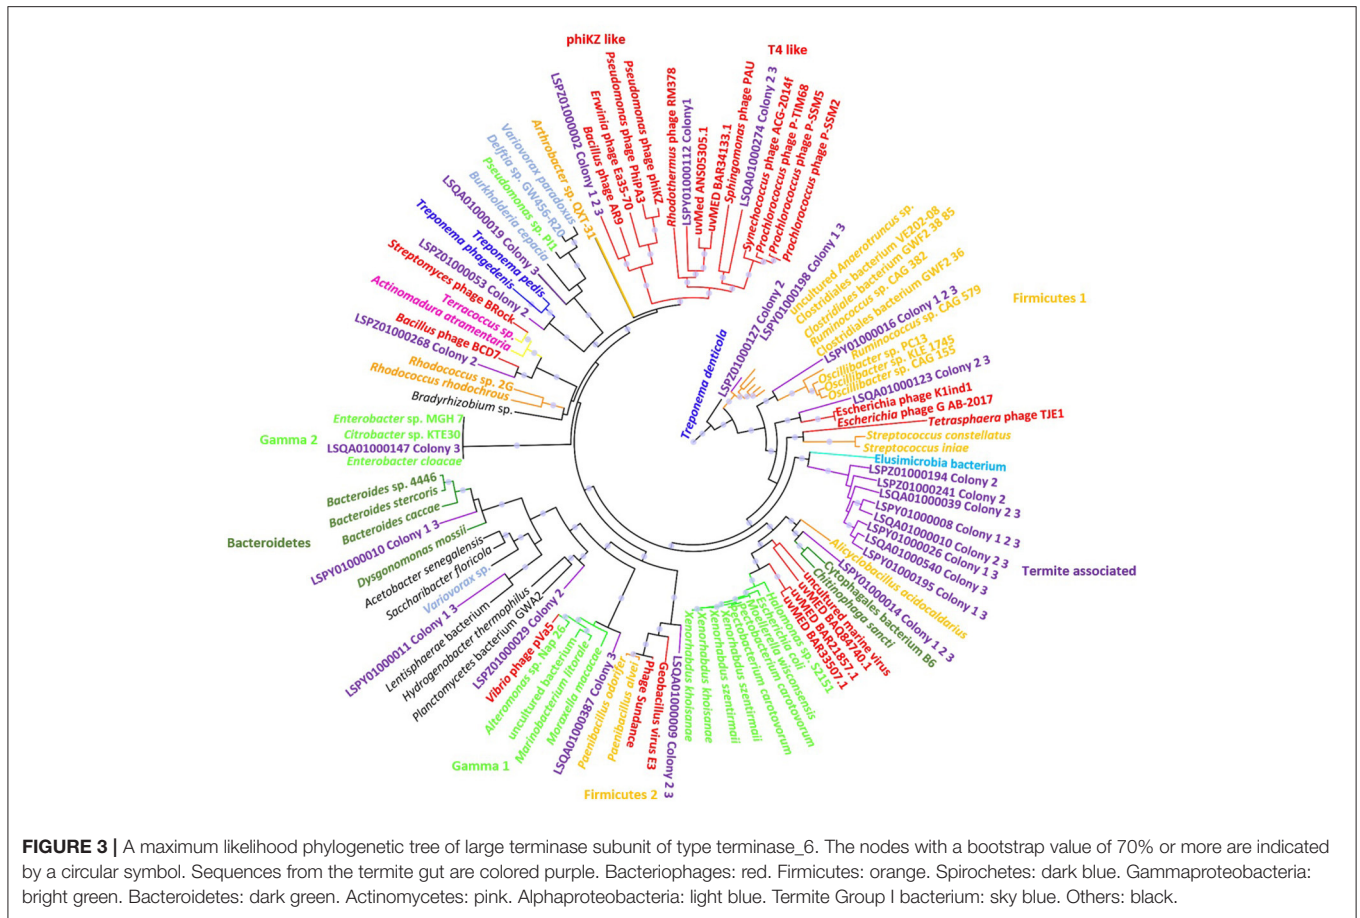 phiKZ like
T4 like
Arthrobacter sp. QXT-31
Variovorax paradoxus
Delftia sp. GW456-R20
Pseudomonas sp. PI1
Burkholderia cepacia
LSQA01000019 Colony 3
Treponema pedis
Treponema phagedenis
LSPZ01000053 Colony 2
Streptomyces phage BRock
Terracoccus sp.
Actinomadura atramentaria
Bacillus phage BCD7
LSPZ01000268 Colony 2
Rhodococcus sp. 2G
Rhodococcus rhodochrous
Bradyrhizobium sp.
Enterobacter sp. MGH 7
Citrobacter sp. KTE30
Gamma 2
LSQA01000147 Colony 3
Enterobacter cloacae
Bacteroides sp. 4446
Bacteroides stercoris
Bacteroides caccae
Bacteroidetes
LSPY01000010 Colony 1 3
Dysgonomonas mossii
Acetobacter senegalensis
Saccharibacter floricola
Variovorax sp.
LSPY01000011 Colony 1 3
Lentisphaerae bacterium
Hydrogenobacter thermophilus
Planctomycetes bacterium GWA2
LSPZ01000029 Colony 2
Vibrio phage pVa5
Alteromonas sp. Nap 26
uncultured bacterium
Marinobacterium litorale
Moraxella macacae
Gamma 1
LSQA01000387 Colony 3
Paenibacillus odorifer
Paenibacillus alvei
Phage Sundance
Geobacillus virus E3
LSQA01000009 Colony 2 3
Firmicutes 2
Xenorhabdus khoisanae
Xenorhabdus khoisanae
Xenorhabdus szentirmaii
Xenorhabdus szentirmaii
Pectobacterium carotovorum
Pectobacterium carotovorum
Moellerella wisconsensis
Escherichia coli
Halomonas sp. S2151
uvMED BAR33507.1
uvMED BAR21857.1
uvMED BAQ84740.1
uncultured marine virus
LSPY01000014 Colony 1 2 3
Chitinophaga sancti
Cytophagales bacterium B6
Alicyclobacillus acidocaldarius
LSPY01000195 Colony 1 3
LSQA01000540 Colony 3
LSPY01000026 Colony 1 3
LSQA01000010 Colony 2 3
LSPY01000008 Colony 1 2 3
LSQA01000039 Colony 2 3
LSPZ01000241 Colony 2
LSPZ01000194 Colony 2
Termite associated
Elusimicrobia bacterium
Streptococcus iniae
Streptococcus constellatus
Tetrasphaera phage TJE1
Escherichia phage G AB-2017
Escherichia phage K1ind1
LSQA01000123 Colony 2 3
Oscillibacter sp. CAG 155
Oscillibacter sp. KLE 1745
Oscillibacter sp. PC13
Ruminococcus sp. CAG 579
LSPY01000016 Colony 1 2 3
Clostridiales bacterium GWF2 36
Ruminococcus sp. CAG 382
Clostridiales bacterium GWF2 38 85
Clostridiales bacterium VE202-08
uncultured Anaerotruncus sp.
Firmicutes 1
LSPY01000198 Colony 1 3
LSPZ01000127 Colony 2
Treponema denticola
Prochlorococcus phage P-SSM2
Prochlorococcus phage P-SSM5
Prochlorococcus phage P-TIM68
Synechococcus phage ACG-2014f
LSQA01000274 Colony 2 3
Sphingomonas phage PAU
uvMED BAR34133.1
uvMed ANS05305.1
LSPY01000112 Colony1
Rhodothermus phage RM378
Pseudomonas phage phiKZ
Pseudomonas phage PhiPA3
Erwinia phage Ea35-70
Bacillus phage AR9
LSPZ01000002 Colony 1 2 3
FIGURE 3 | A maximum likelihood phylogenetic tree of large terminase subunit of type terminase_6. The nodes with a bootstrap value of 70% or more are indicated
by a circular symbol. Sequences from the termite gut are colored purple. Bacteriophages: red. Firmicutes: orange. Spirochetes: dark blue. Gammaproteobacteria:
bright green. Bacteroidetes: dark green. Actinomycetes: pink. Alphaproteobacteria: light blue. Termite Group I bacterium: sky blue. Others: black.